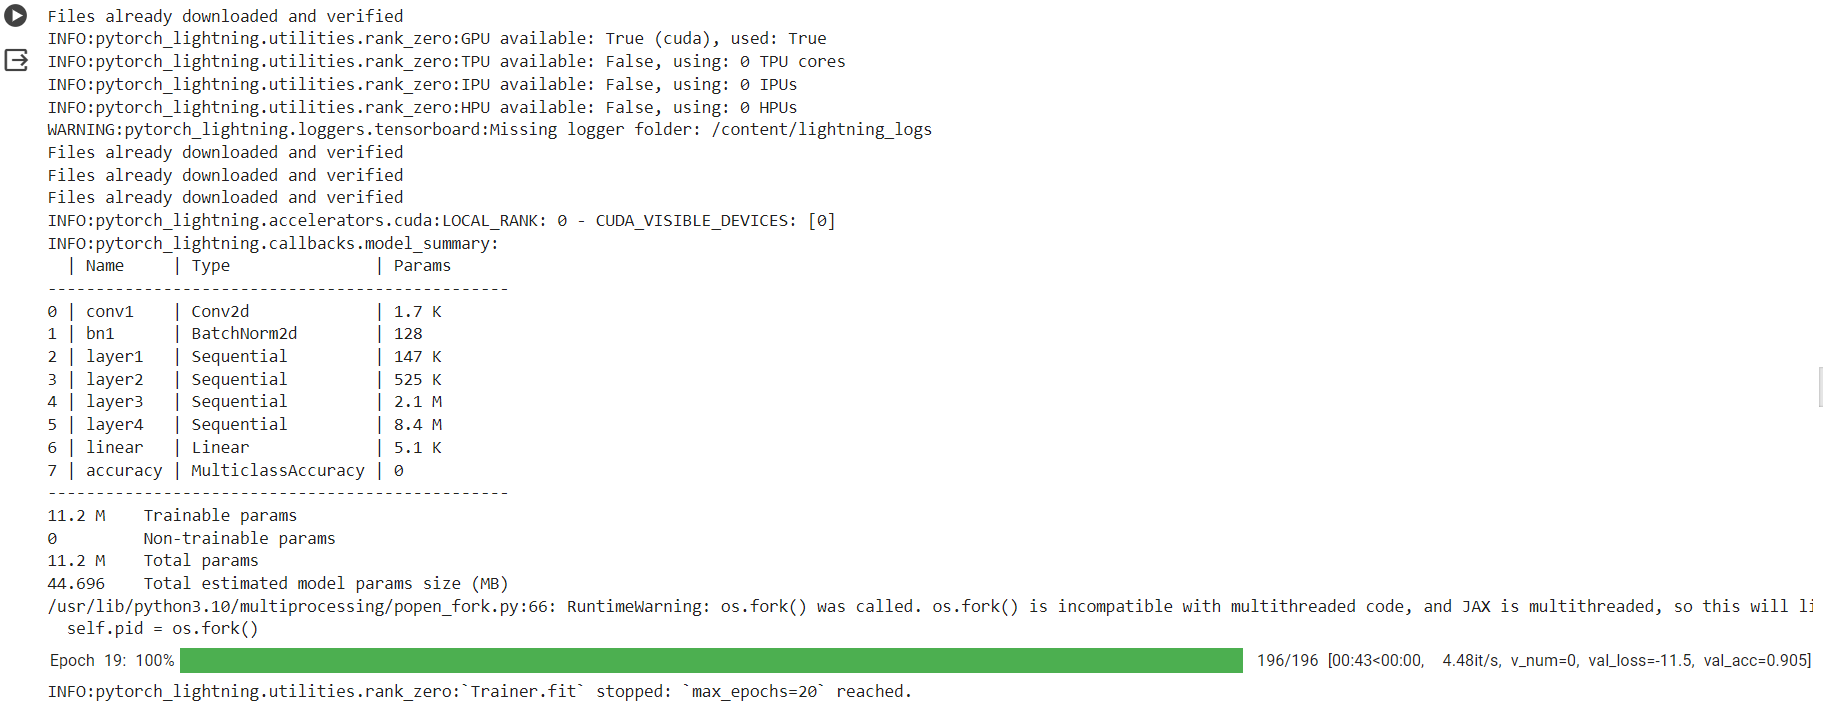 Files already downloaded and verified
INFO:pytorch_lightning.utilities.rank_zero:GPU available: True (cuda), used: True
INFO:pytorch_lightning.utilities.rank_zero:TPU available: False, using: 0 TPU cores
INFO:pytorch_lightning.utilities.rank_zero:IPU available: False, using: 0 IPUs
INFO:pytorch_lightning.utilities.rank_zero:HPU available: False, using: 0 HPUs
WARNING:pytorch_lightning.loggers.tensorboard:Missing logger folder: /content/lightning_logs
Files already downloaded and verified
Files already downloaded and verified
Files already downloaded and verified
INFO:pytorch_lightning.accelerators.cuda:LOCAL_RANK: 0 - CUDA_VISIBLE_DEVICES: [0]
INFO:pytorch_lightning.callbacks.model_summary:
  | Name     | Type               | Params
------------------------------------------------
0 | conv1    | Conv2d             | 1.7 K
1 | bn1      | BatchNorm2d        | 128
2 | layer1   | Sequential         | 147 K
3 | layer2   | Sequential         | 525 K
4 | layer3   | Sequential         | 2.1 M
5 | layer4   | Sequential         | 8.4 M
6 | linear   | Linear             | 5.1 K
7 | accuracy | MulticlassAccuracy | 0
------------------------------------------------
11.2 M    Trainable params
0         Non-trainable params
11.2 M    Total params
44.696    Total estimated model params size (MB)
/usr/lib/python3.10/multiprocessing/popen_fork.py:66: RuntimeWarning: os.fork() was called. os.fork() is incompatible with multithreaded code, and JAX is multithreaded, so this will li
  self.pid = os.fork()
Epoch 19: 100% 196/196 [00:43<00:00, 4.48it/s, v_num=0, val_loss=-11.5, val_acc=0.905]
INFO:pytorch_lightning.utilities.rank_zero:`Trainer.fit` stopped: `max_epochs=20` reached.